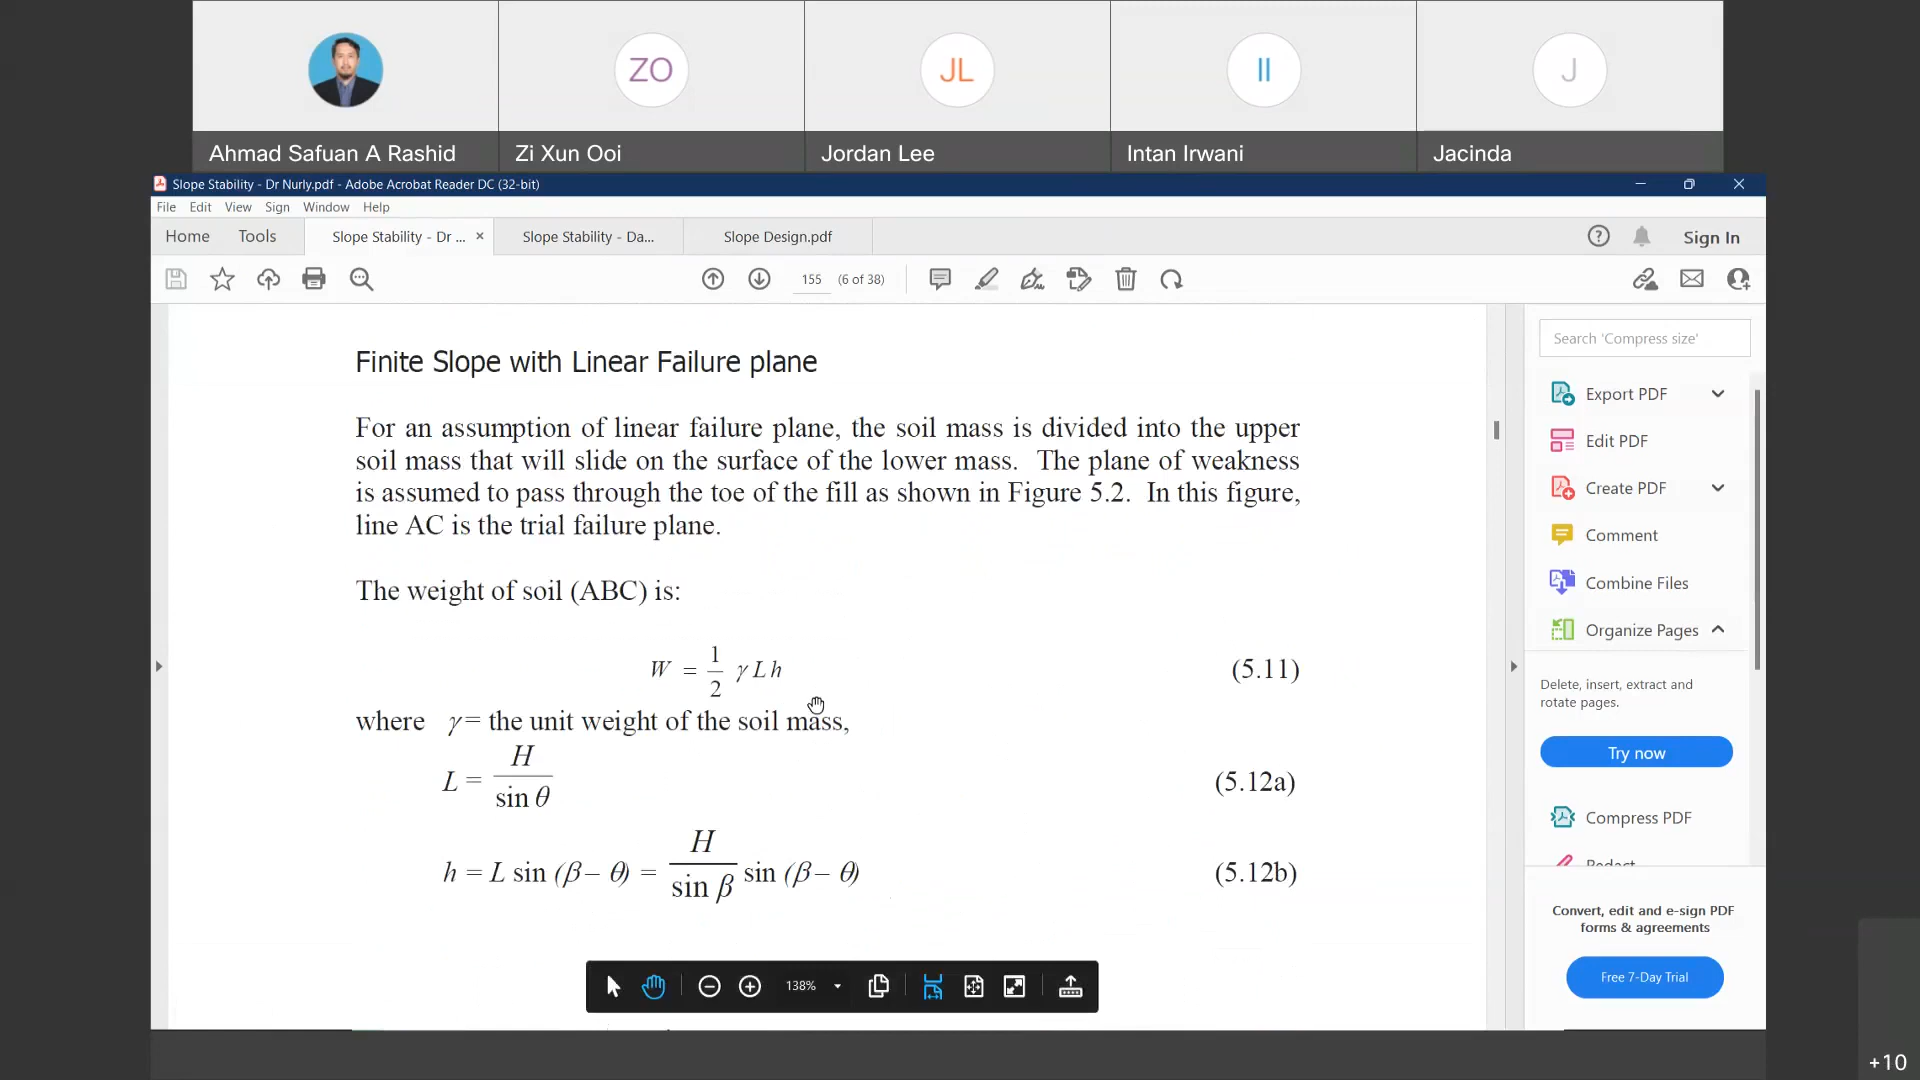 ZO
JL
II
J
Ahmad Safuan A Rashid
Zi Xun Ooi
Jordan Lee
Intan Irwani
Jacinda
Slope Stability - Dr Nurly.pdf - Adobe Acrobat Reader DC (32-bit)
File Edit View Sign Window Help
Home Tools Slope Stability - Dr ... × Slope Stability - Da... Slope Design.pdf Sign In
155 (6 of 38)
Finite Slope with Linear Failure plane
For an assumption of linear failure plane, the soil mass is divided into the upper
soil mass that will slide on the surface of the lower mass. The plane of weakness
is assumed to pass through the toe of the fill as shown in Figure 5.2. In this figure,
line AC is the trial failure plane.
The weight of soil (ABC) is:
W = 1/2 γ L h (5.11)
where γ = the unit weight of the soil mass,
L = H / sin θ (5.12a)
h = L sin (β – θ) = H / sin β sin (β – θ) (5.12b)
138%
Search 'Compress size'
Export PDF
Edit PDF
Create PDF
Comment
Combine Files
Organize Pages
Delete, insert, extract and
rotate pages.
Try now
Compress PDF
Redact
Convert, edit and e-sign PDF
forms & agreements
Free 7-Day Trial
+10